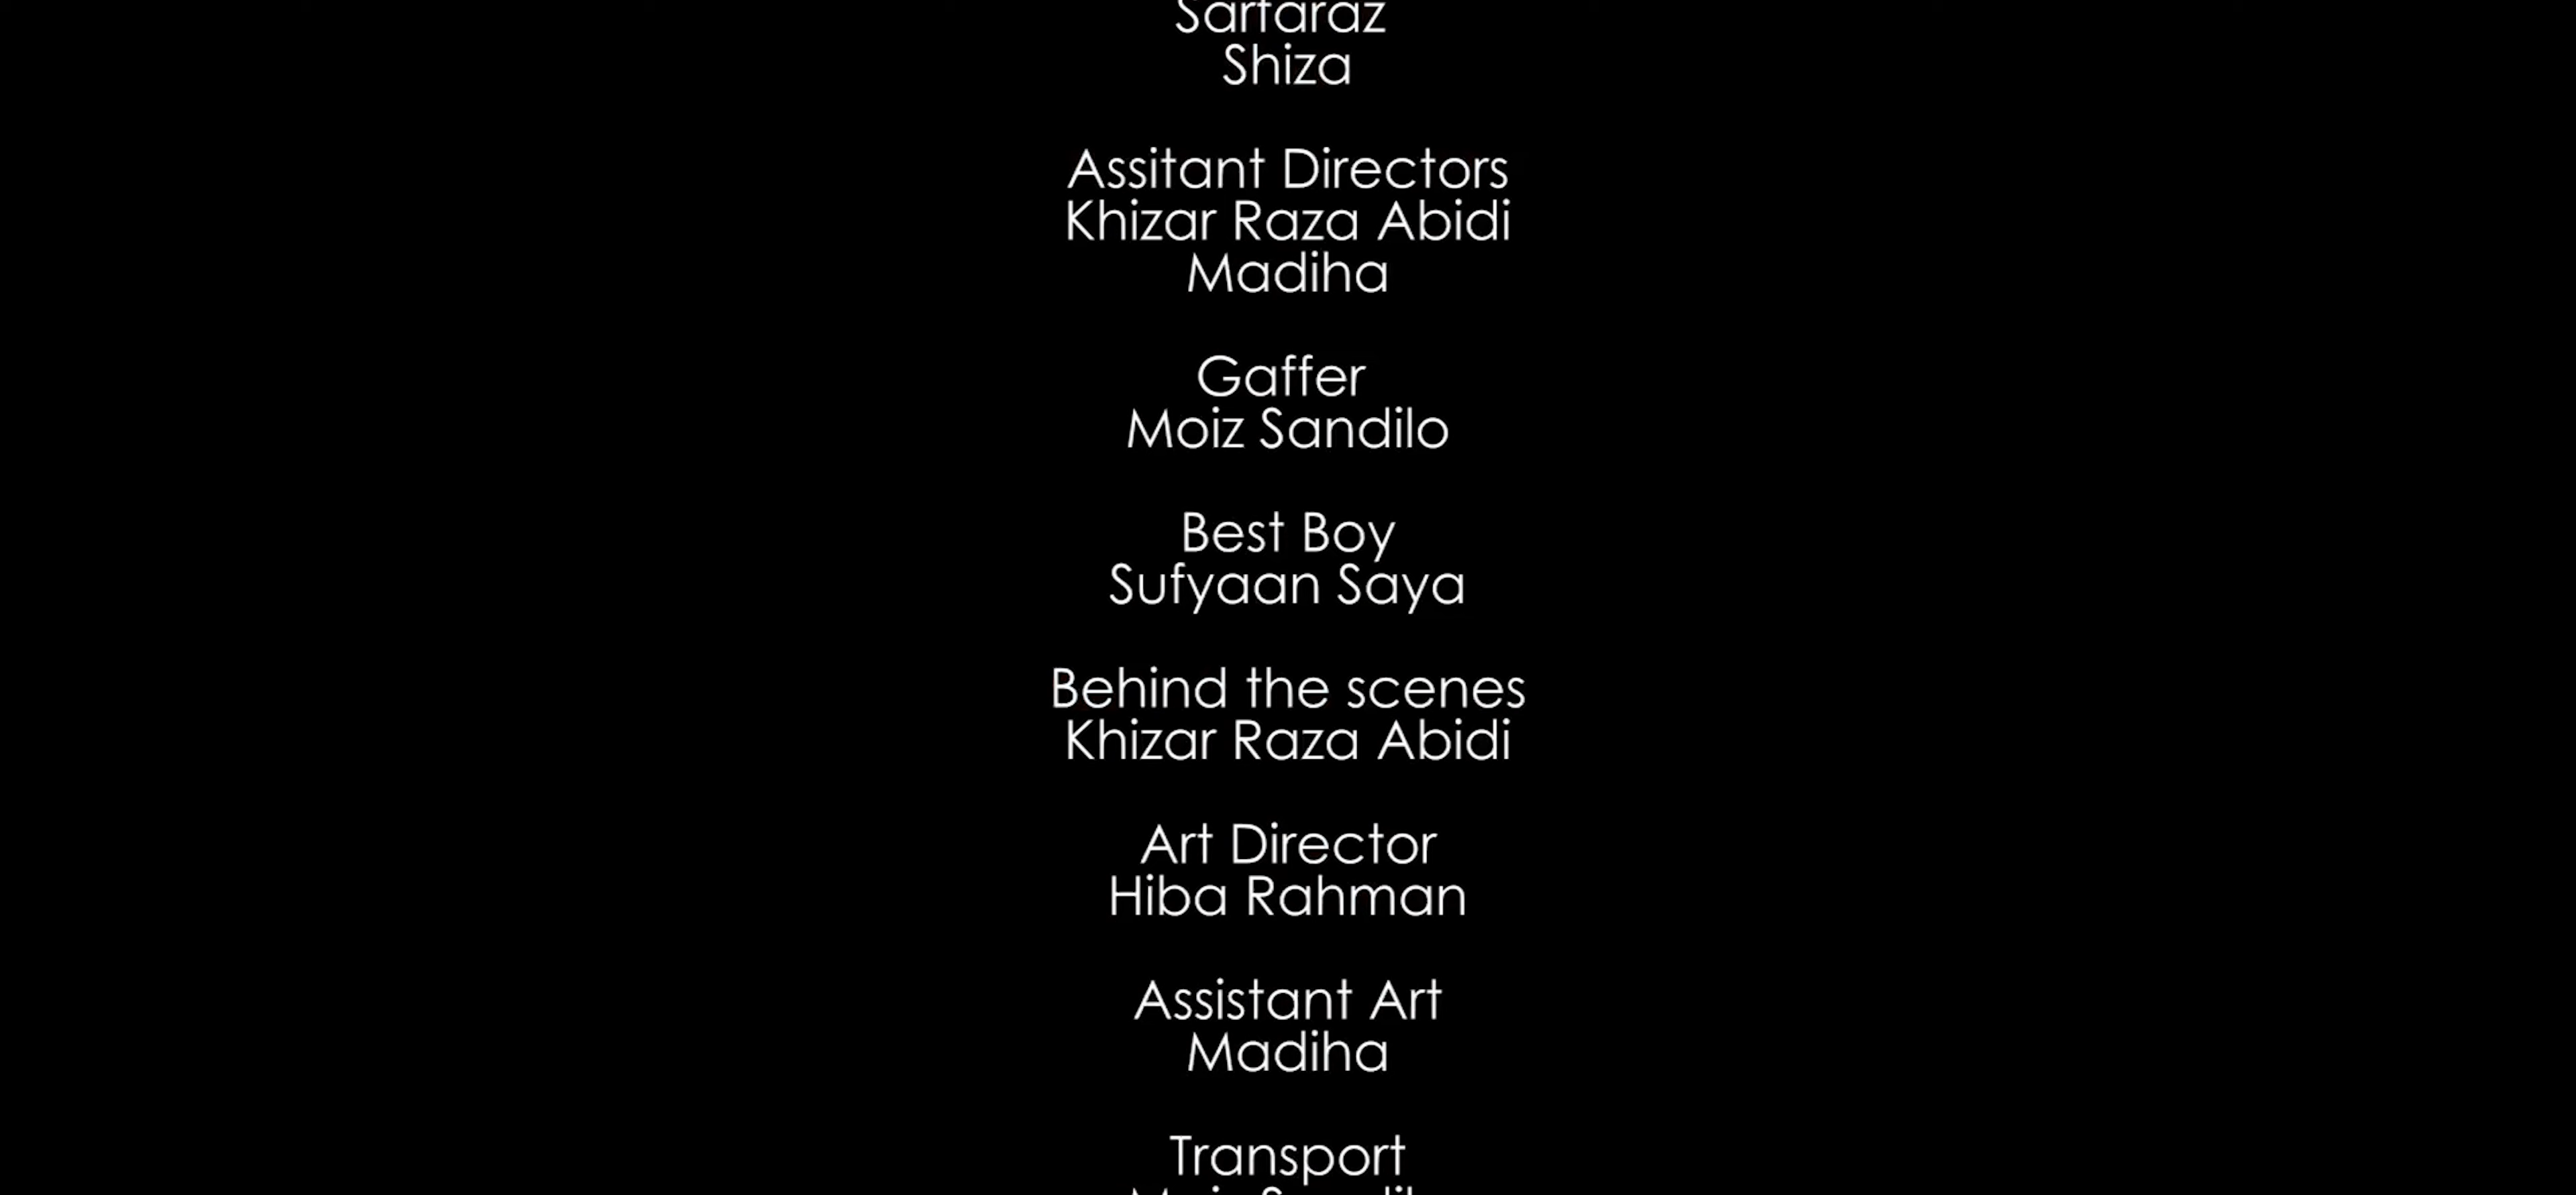 Sarfaraz
Shiza
Assitant Directors
Khizar Raza Abidi
Madiha
Gaffer
Moiz Sandilo
Best Boy
Sufyaan Saya
Behind the scenes
Khizar Raza Abidi
Art Director
Hiba Rahman
Assistant Art
Madiha
Transport